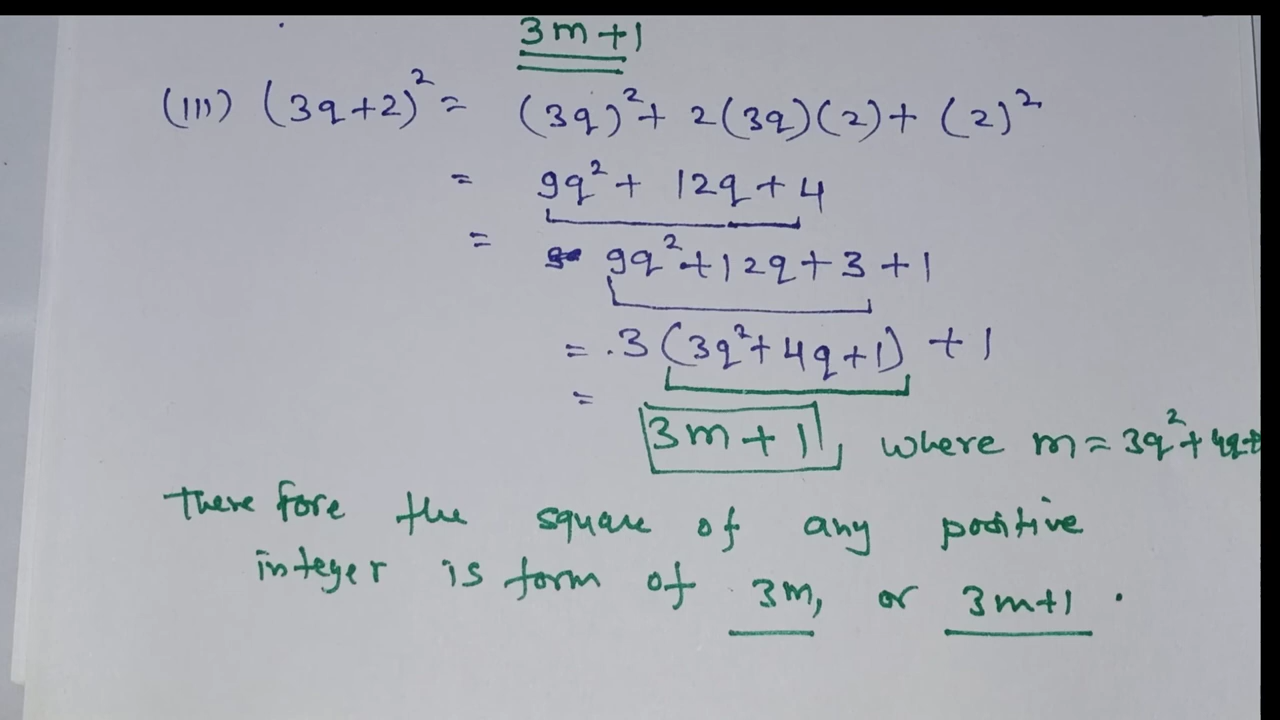 3m+1
(111) (3q+2)² = (3q)² + 2(3q)(2) + (2)²
= 9q² + 12q + 4
= 9q² + 12q + 3 + 1
= .3 (3q² + 4q + 1) + 1
= 3m + 1, where m = 3q² + 4q+
there fore the square of any positive
integer is form of 3m, or 3m+1 .